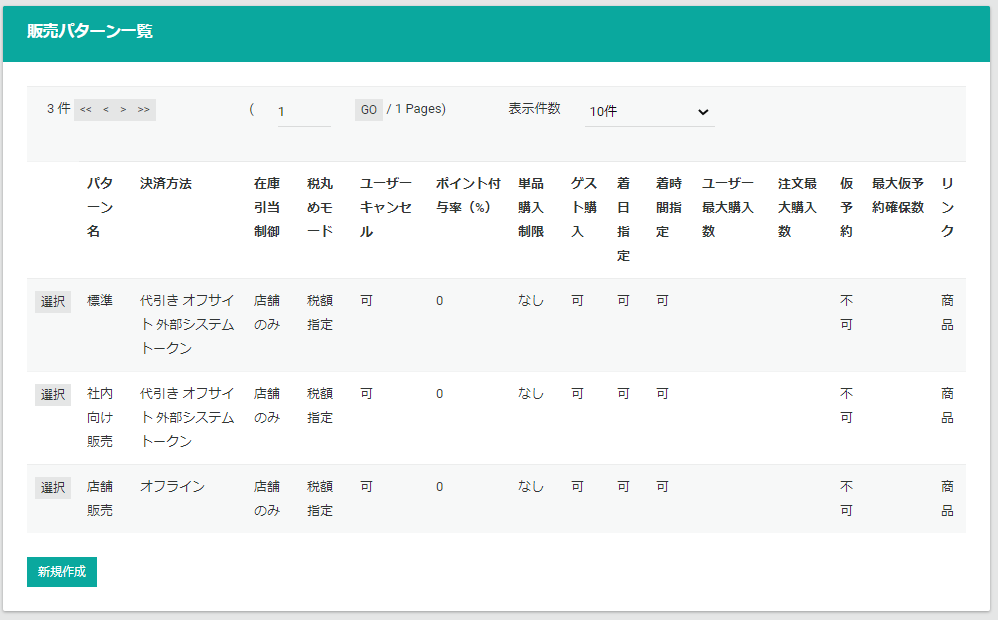 販売パターン一覧
3 件 << < > >> ( 1 GO / 1 Pages) 表示件数 10件
パターン名 決済方法 在庫引当制御 税丸めモード ユーザーキャンセル ポイント付与率（%） 単品購入制限 ゲスト購入 着日指定 着時間指定 ユーザー最大購入数 注文最大購入数 仮予約 最大仮予約確保数 リンク
選択 標準 代引き オフサイト 外部システム トークン 店舗のみ 税額指定 可 0 なし 可 可 可 不可 商品
選択 社内向け販売 代引き オフサイト 外部システム トークン 店舗のみ 税額指定 可 0 なし 可 可 可 不可 商品
選択 店舗販売 オフライン 店舗のみ 税額指定 可 0 なし 可 可 可 不可 商品
新規作成